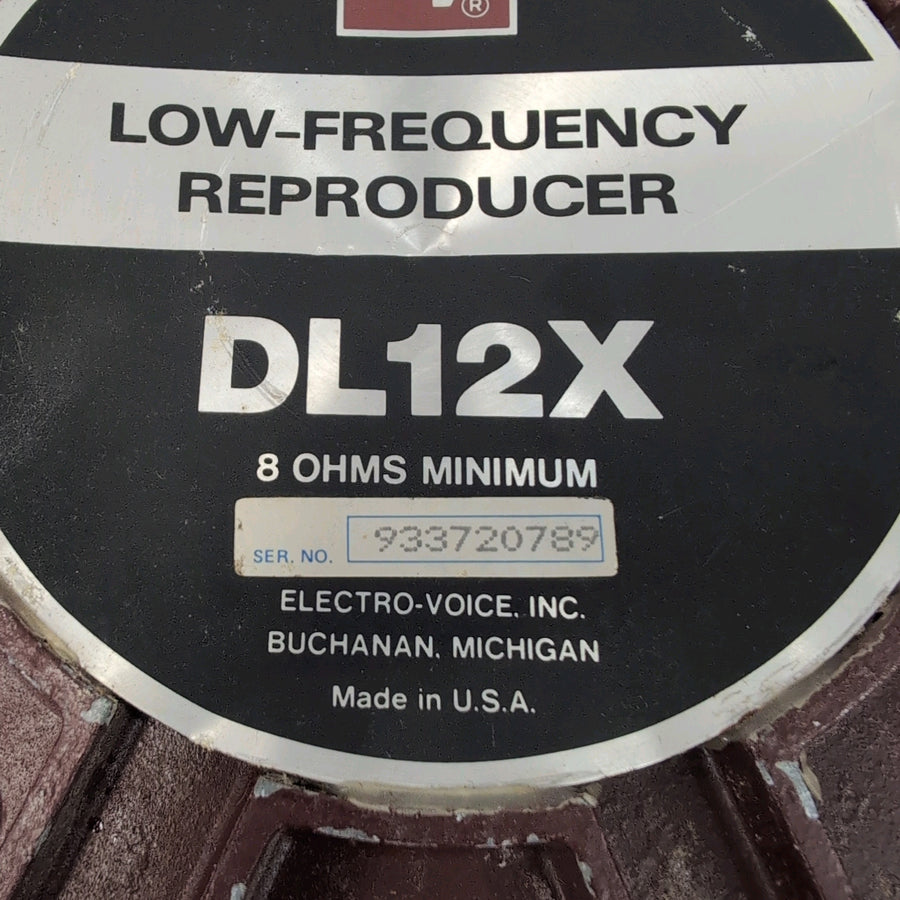 ®
LOW-FREQUENCY
REPRODUCER
DL12X
8 OHMS MINIMUM
SER. NO. 933720789
ELECTRO-VOICE, INC.
BUCHANAN, MICHIGAN
Made in U.S.A.